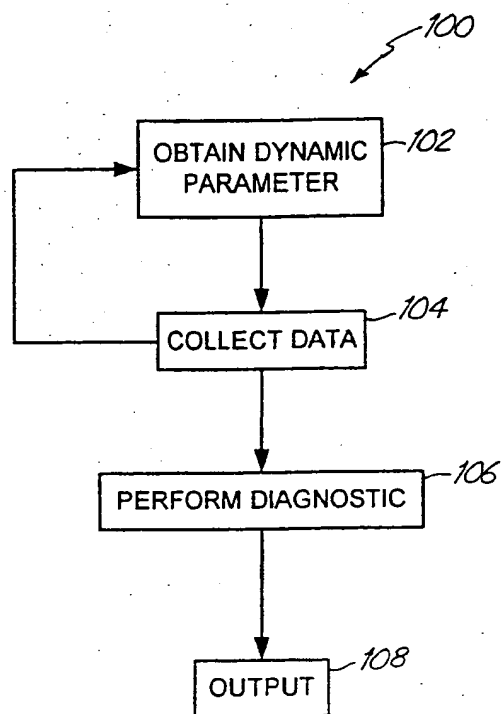 100
OBTAIN DYNAMIC
PARAMETER
102
COLLECT DATA
104
PERFORM DIAGNOSTIC
106
OUTPUT
108